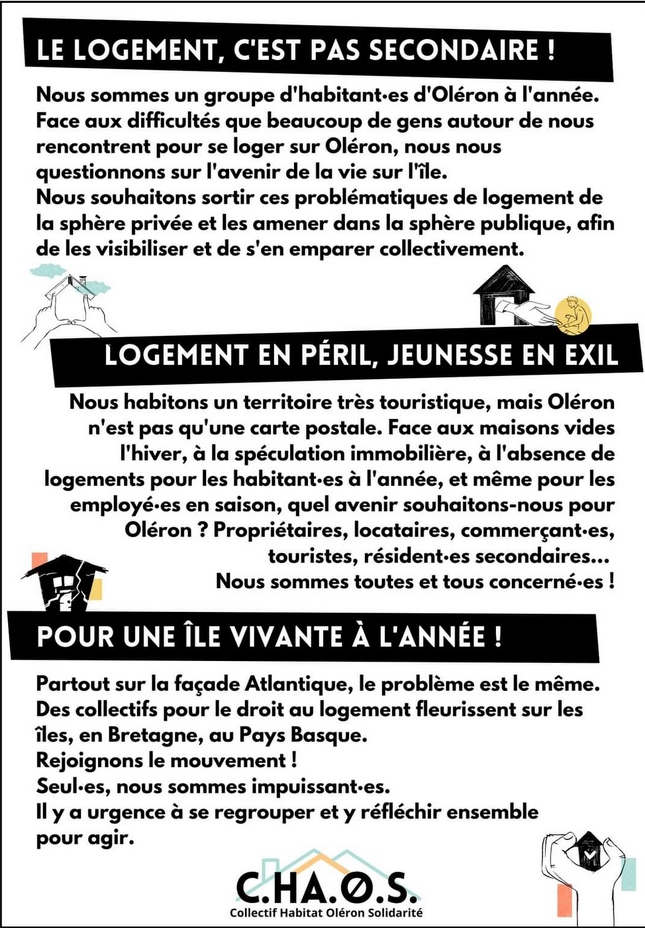 LE LOGEMENT, C'EST PAS SECONDAIRE !
Nous sommes un groupe d'habitant·es d'Oléron à l'année.
Face aux difficultés que beaucoup de gens autour de nous
rencontrent pour se loger sur Oléron, nous nous
questionnons sur l'avenir de la vie sur l'île.
Nous souhaitons sortir ces problématiques de logement de
la sphère privée et les amener dans la sphère publique, afin
de les visibiliser et de s'en emparer collectivement.
LOGEMENT EN PÉRIL, JEUNESSE EN EXIL
Nous habitons un territoire très touristique, mais Oléron
n'est pas qu'une carte postale. Face aux maisons vides
l'hiver, à la spéculation immobilière, à l'absence de
logements pour les habitant·es à l'année, et même pour les
employé·es en saison, quel avenir souhaitons-nous pour
Oléron ? Propriétaires, locataires, commerçant·es,
touristes, résident·es secondaires...
Nous sommes toutes et tous concerné·es !
POUR UNE ÎLE VIVANTE À L'ANNÉE !
Partout sur la façade Atlantique, le problème est le même.
Des collectifs pour le droit au logement fleurissent sur les
îles, en Bretagne, au Pays Basque.
Rejoignons le mouvement !
Seul·es, nous sommes impuissant·es.
Il y a urgence à se regrouper et y réfléchir ensemble
pour agir.
C.HA.Ø.S.
Collectif Habitat Oléron Solidarité